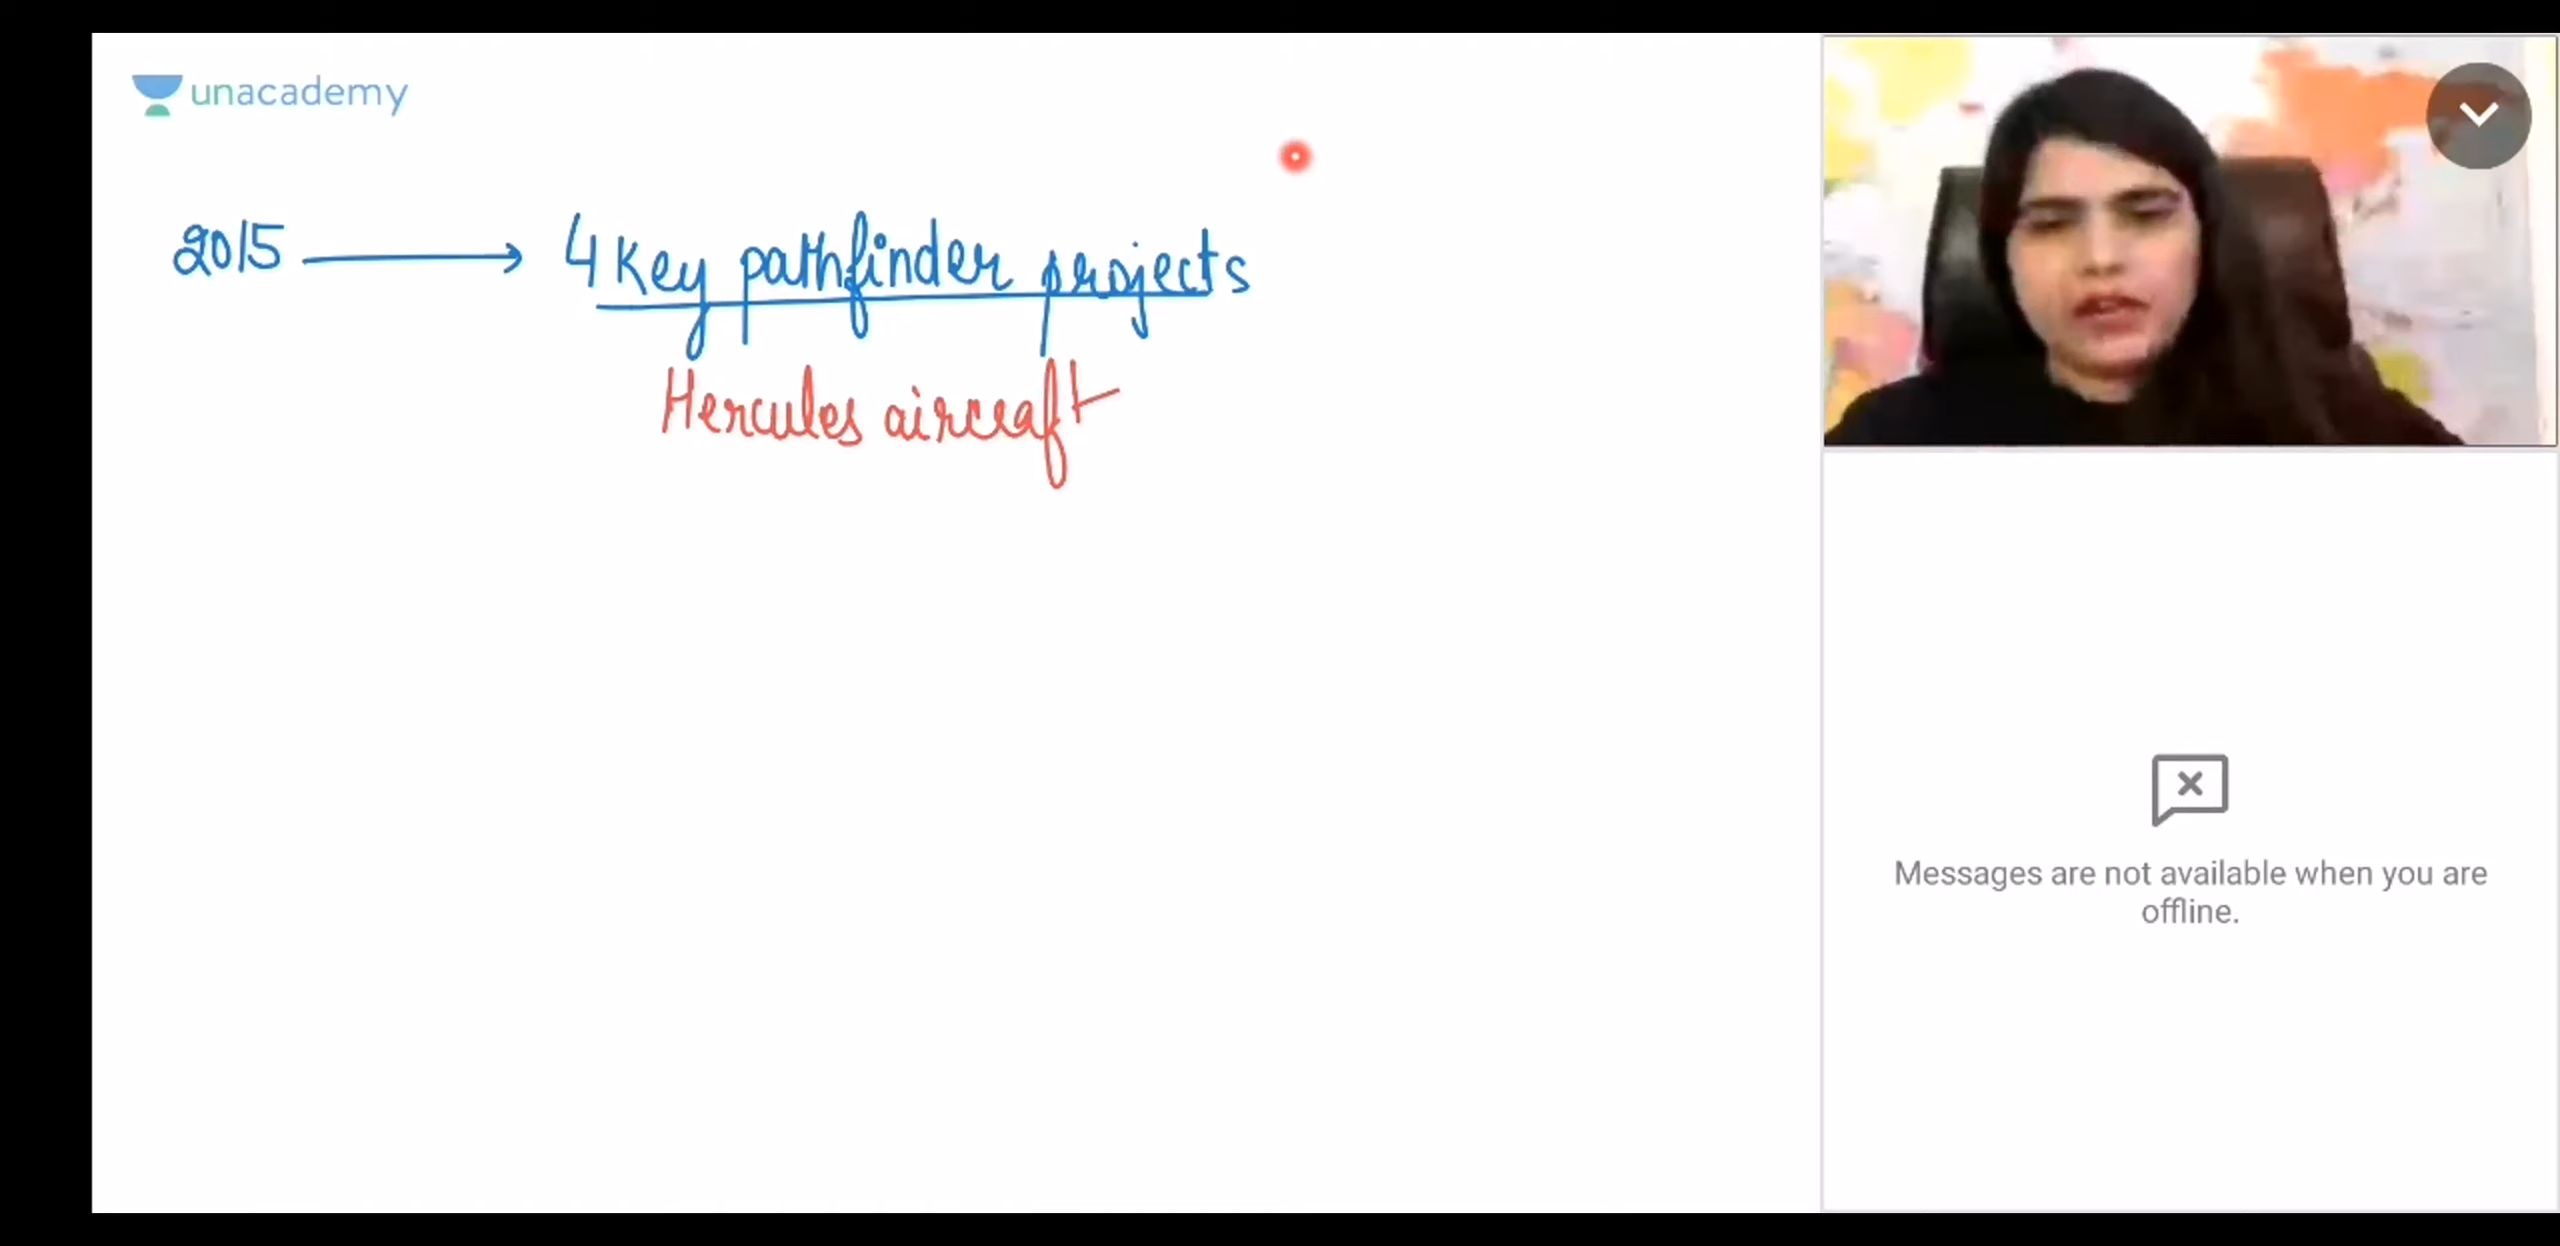 unacademy
2015 → 4 Key pathfinder projects
Hercules aircraft
Messages are not available when you are
offline.